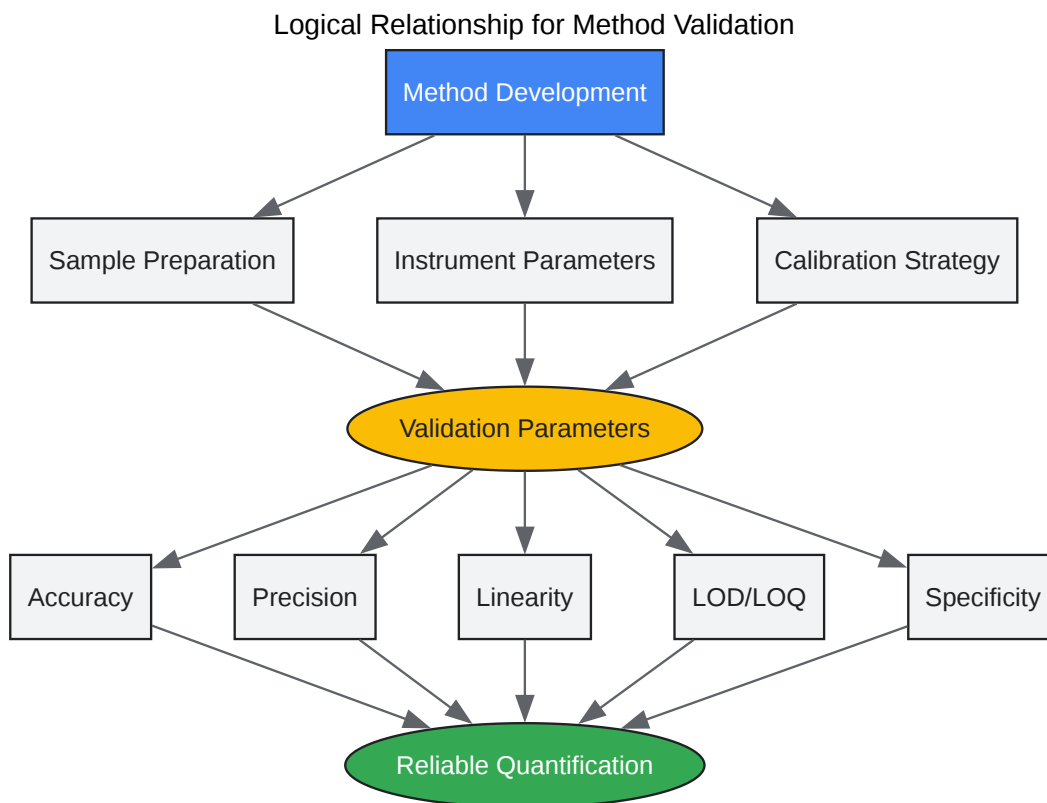 Logical Relationship for Method Validation
Method Development
Sample Preparation
Instrument Parameters
Calibration Strategy
Validation Parameters
Accuracy
Precision
Linearity
LOD/LOQ
Specificity
Reliable Quantification